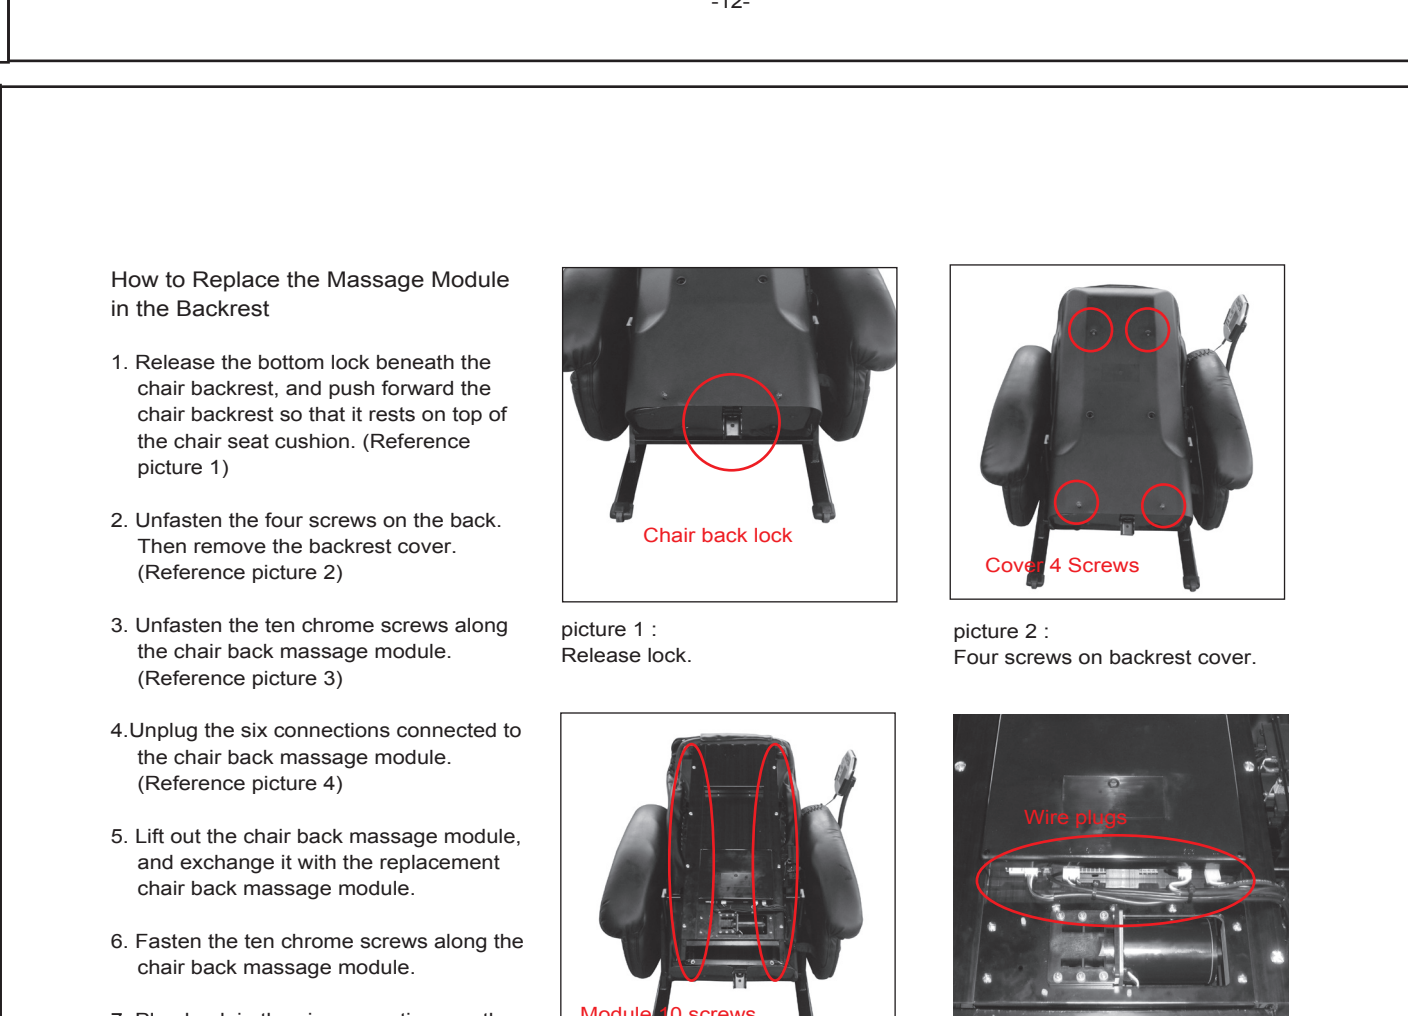 -12-
How to Replace the Massage Module
in the Backrest
1. Release the bottom lock beneath the
chair backrest, and push forward the
chair backrest so that it rests on top of
the chair seat cushion. (Reference
picture 1)
2. Unfasten the four screws on the back.
Then remove the backrest cover.
(Reference picture 2)
3. Unfasten the ten chrome screws along
the chair back massage module.
(Reference picture 3)
4.Unplug the six connections connected to
the chair back massage module.
(Reference picture 4)
5. Lift out the chair back massage module,
and exchange it with the replacement
chair back massage module.
6. Fasten the ten chrome screws along the
chair back massage module.
Chair back lock
picture 1 :
Release lock.
Cover 4 Screws
picture 2 :
Four screws on backrest cover.
Module 10 screws
Wire plugs